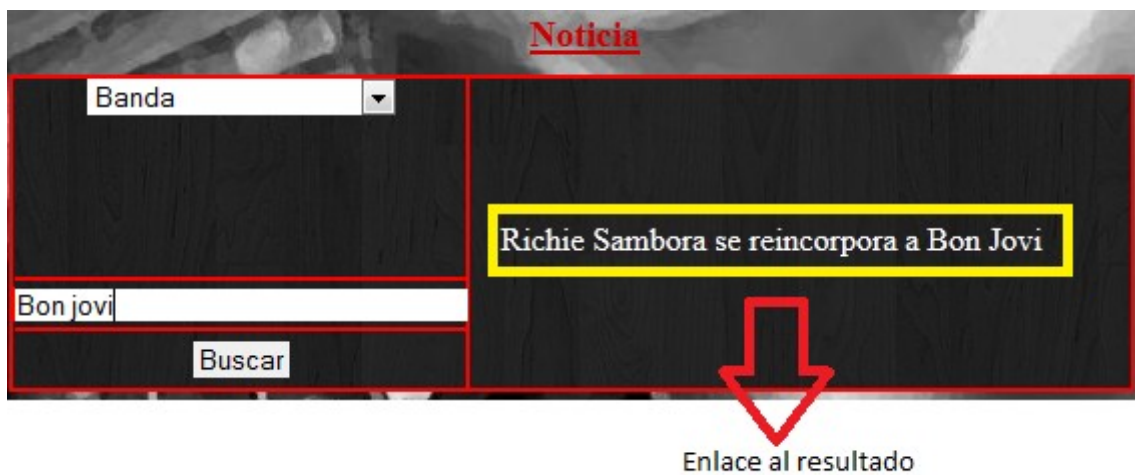 Noticia
Banda
Richie Sambora se reincorpora a Bon Jovi
Bon jovi
Buscar
Enlace al resultado